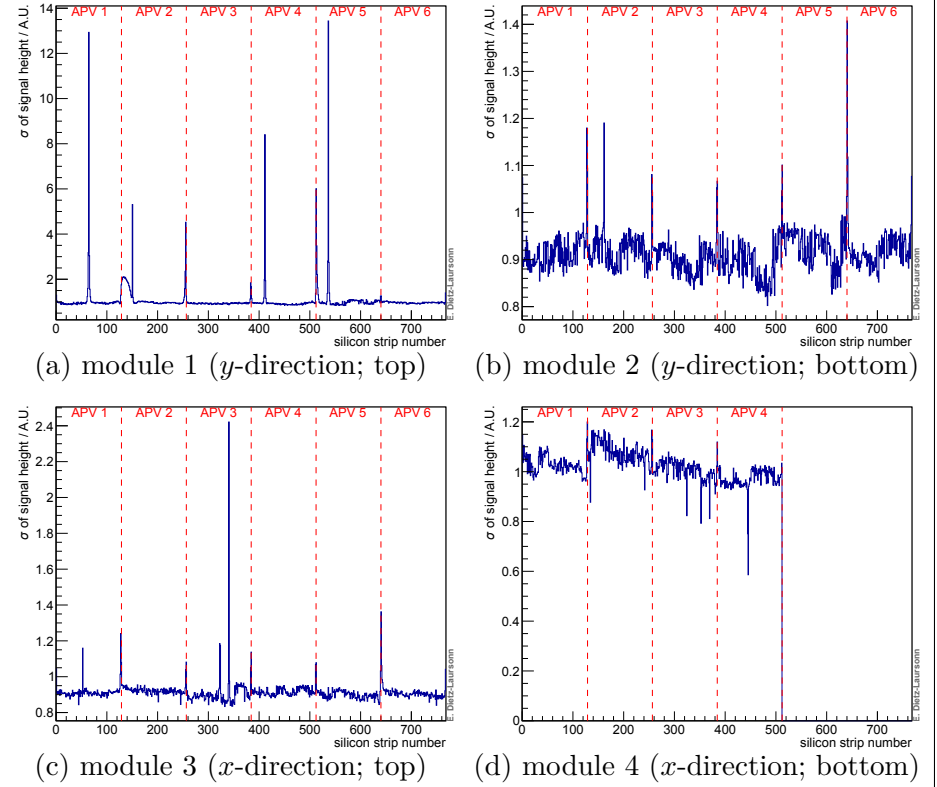 σ of signal height / A.U.
APV 1 APV 2 APV 3 APV 4 APV 5 APV 6
14
12
10
8
6
4
2
0 100 200 300 400 500 600 700
silicon strip number
E. Dietz-Laursonn
(a) module 1 (y-direction; top)
σ of signal height / A.U.
APV 1 APV 2 APV 3 APV 4 APV 5 APV 6
1.4
1.3
1.2
1.1
1
0.9
0.8
0 100 200 300 400 500 600 700
silicon strip number
E. Dietz-Laursonn
(b) module 2 (y-direction; bottom)
σ of signal height / A.U.
APV 1 APV 2 APV 3 APV 4 APV 5 APV 6
2.4
2.2
2
1.8
1.6
1.4
1.2
1
0.8
0 100 200 300 400 500 600 700
silicon strip number
E. Dietz-Laursonn
(c) module 3 (x-direction; top)
σ of signal height / A.U.
APV 1 APV 2 APV 3 APV 4
1.2
1
0.8
0.6
0.4
0.2
0
0 100 200 300 400 500 600 700
silicon strip number
E. Dietz-Laursonn
(d) module 4 (x-direction; bottom)